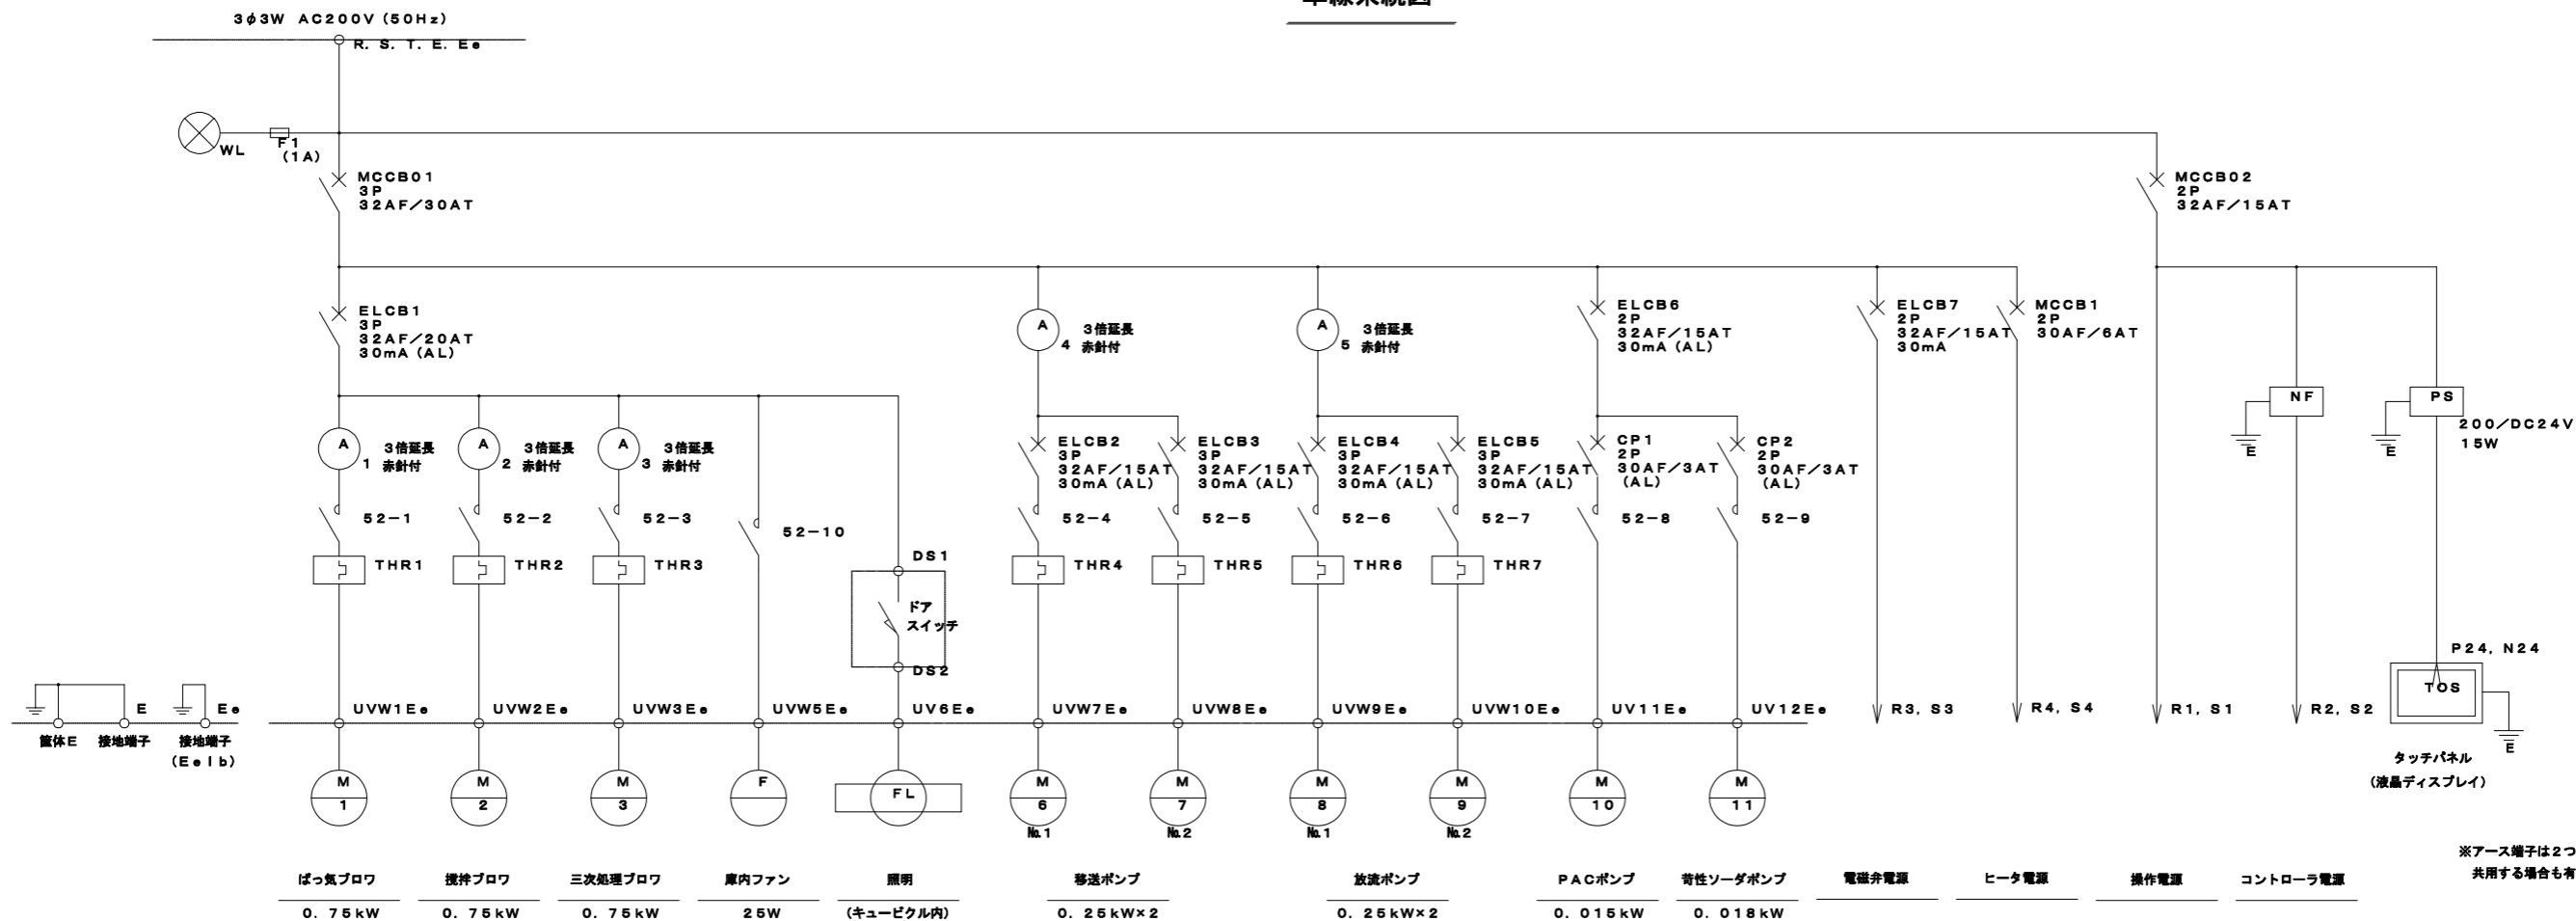 3φ3W AC200V(50Hz)
R. S. T. E. Ee
WL
F1
(1A)
MCCB01
3P
32AF/30AT
MCCB02
2P
32AF/15AT
ELCB1
3P
32AF/20AT
30mA(AL)
A
4
3倍延長
赤針付
A
5
3倍延長
赤針付
ELCB6
2P
32AF/15AT
30mA(AL)
ELCB7
2P
32AF/15AT
30mA
MCCB1
2P
30AF/6AT
A
1
3倍延長
赤針付
A
2
3倍延長
赤針付
A
3
3倍延長
赤針付
ELCB2
3P
32AF/15AT
30mA(AL)
ELCB3
3P
32AF/15AT
30mA(AL)
ELCB4
3P
32AF/15AT
30mA(AL)
ELCB5
3P
32AF/15AT
30mA(AL)
CP1
2P
30AF/3AT
(AL)
CP2
2P
30AF/3AT
(AL)
NF
E
PS
E
200/DC24V
15W
52-1
52-2
52-3
52-10
52-4
52-5
52-6
52-7
52-8
52-9
THR1
THR2
THR3
DS1
ドア
スイッチ
DS2
THR4
THR5
THR6
THR7
P24, N24
TOS
E
E
Ee
筐体E
接地端子
接地端子
(Eelb)
UVW1Ee
UVW2Ee
UVW3Ee
UVW5Ee
UV6Ee
UVW7Ee
UVW8Ee
UVW9Ee
UVW10Ee
UV11Ee
UV12Ee
R3, S3
R4, S4
R1, S1
R2, S2
タッチパネル
(液晶ディスプレイ)
M
1
M
2
M
3
F
FL
M
6
№1
M
7
№2
M
8
№1
M
9
№2
M
10
M
11
※アース端子は2つ
共用する場合も有
ばっ気ブロワ
撹拌ブロワ
三次処理ブロワ
庫内ファン
照明
移送ポンプ
放流ポンプ
PACポンプ
苛性ソーダポンプ
電磁弁電源
ヒータ電源
操作電源
コントローラ電源
0. 75kW
0. 75kW
0. 75kW
25W
(キュービクル内)
0. 25kW×2
0. 25kW×2
0. 015kW
0. 018kW